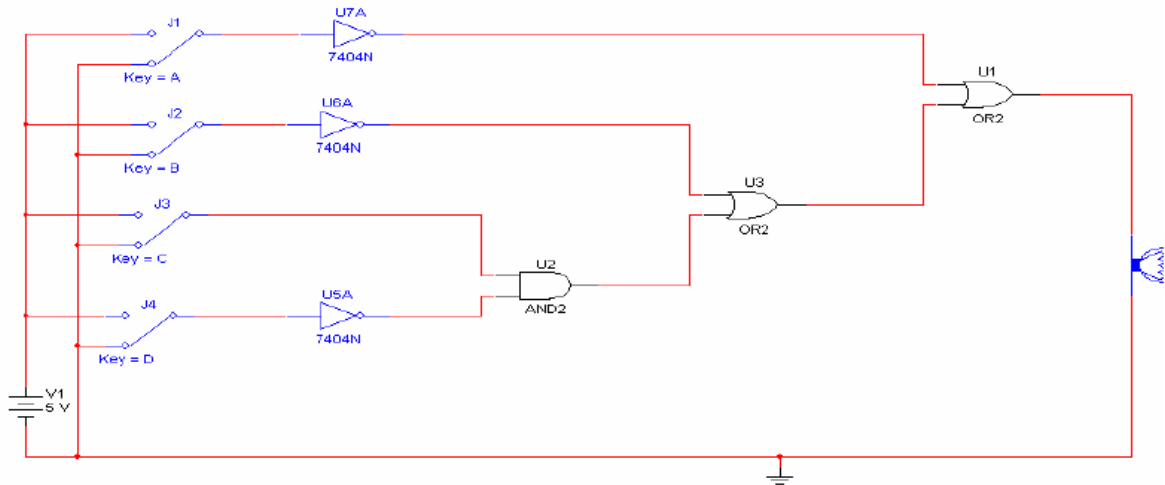 J1
U7A
7404N
Key = A
U1
OR2
J2
U6A
7404N
Key = B
U3
OR2
J3
Key = C
U2
AND2
J4
U5A
7404N
Key = D
V1
5 V